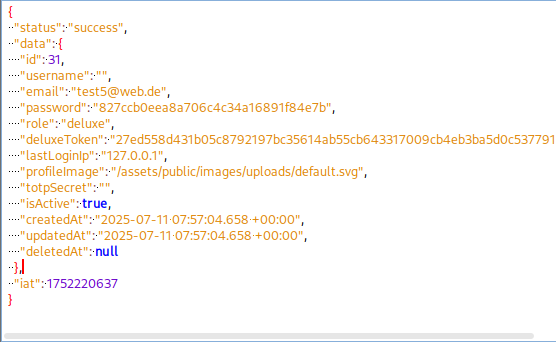 {
  "status": "success",
  "data": {
    "id": 31,
    "username": "",
    "email": "test5@web.de",
    "password": "827ccb0eea8a706c4c34a16891f84e7b",
    "role": "deluxe",
    "deluxeToken": "27ed558d431b05c8792197bc35614ab55cb643317009cb4eb3ba5d0c537791
    "lastLoginIp": "127.0.0.1",
    "profileImage": "/assets/public/images/uploads/default.svg",
    "totpSecret": "",
    "isActive": true,
    "createdAt": "2025-07-11 07:57:04.658 +00:00",
    "updatedAt": "2025-07-11 07:57:04.658 +00:00",
    "deletedAt": null
  },
  "iat": 1752220637
}